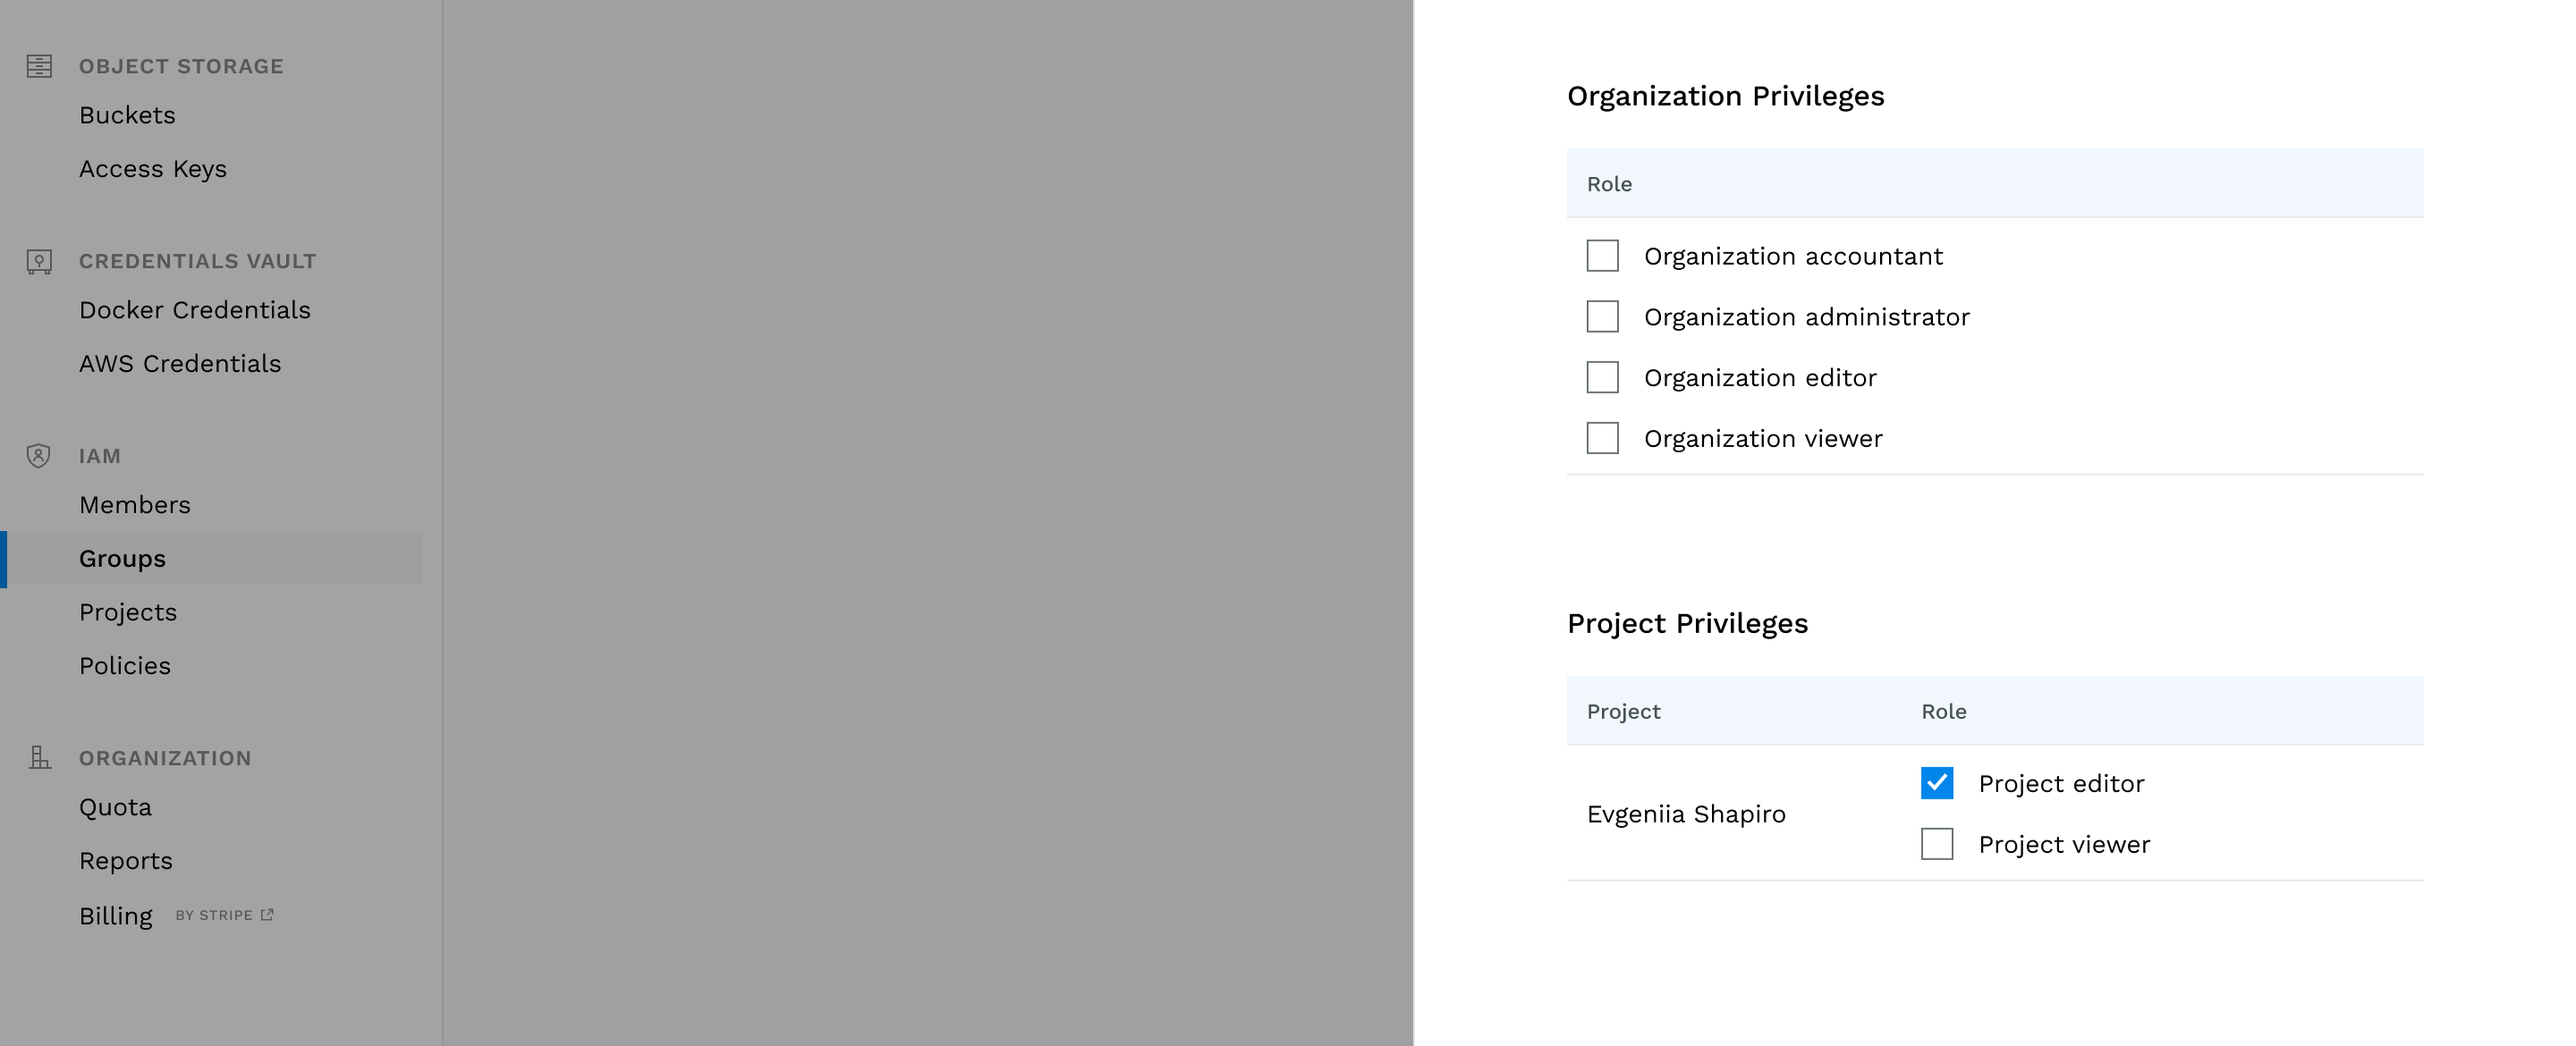 OBJECT STORAGE
Buckets
Access Keys
CREDENTIALS VAULT
Docker Credentials
AWS Credentials
IAM
Members
Groups
Projects
Policies
ORGANIZATION
Quota
Reports
Billing BY STRIPE
Organization Privileges
Role
Organization accountant
Organization administrator
Organization editor
Organization viewer
Project Privileges
Project Role
Evgeniia Shapiro
Project editor
Project viewer